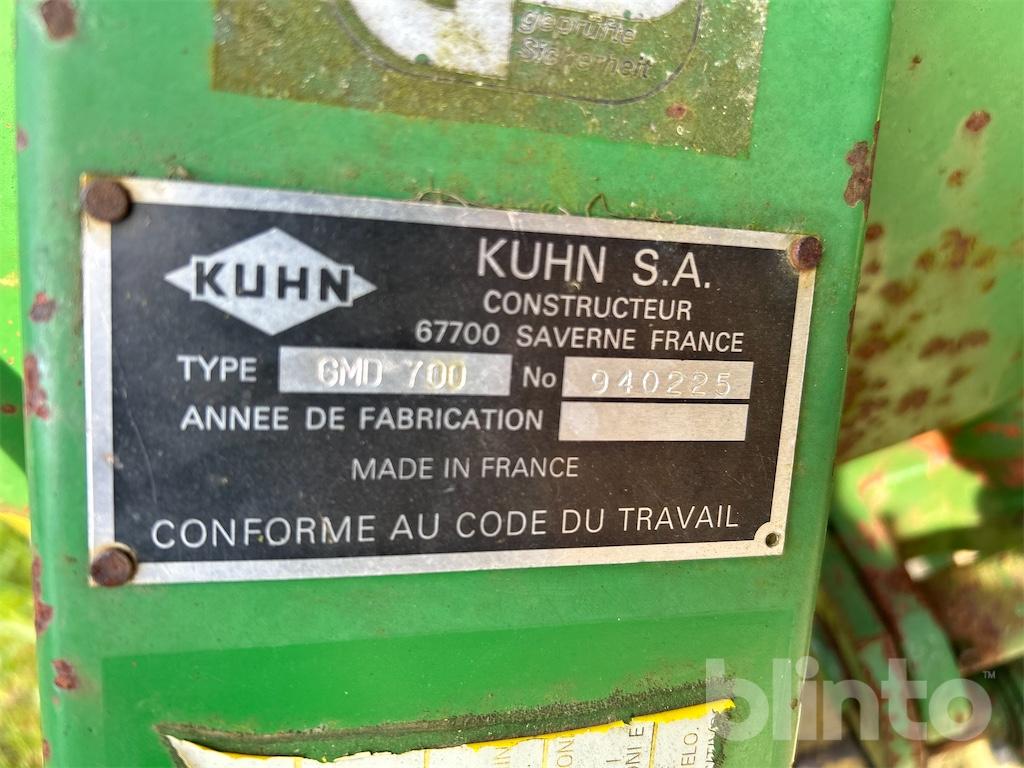 geprüfte
Sicherheit
KUHN
KUHN S.A.
CONSTRUCTEUR
67700 SAVERNE FRANCE
TYPE GMD 700 No 940225
ANNEE DE FABRICATION
MADE IN FRANCE
CONFORME AU CODE DU TRAVAIL
blinto™